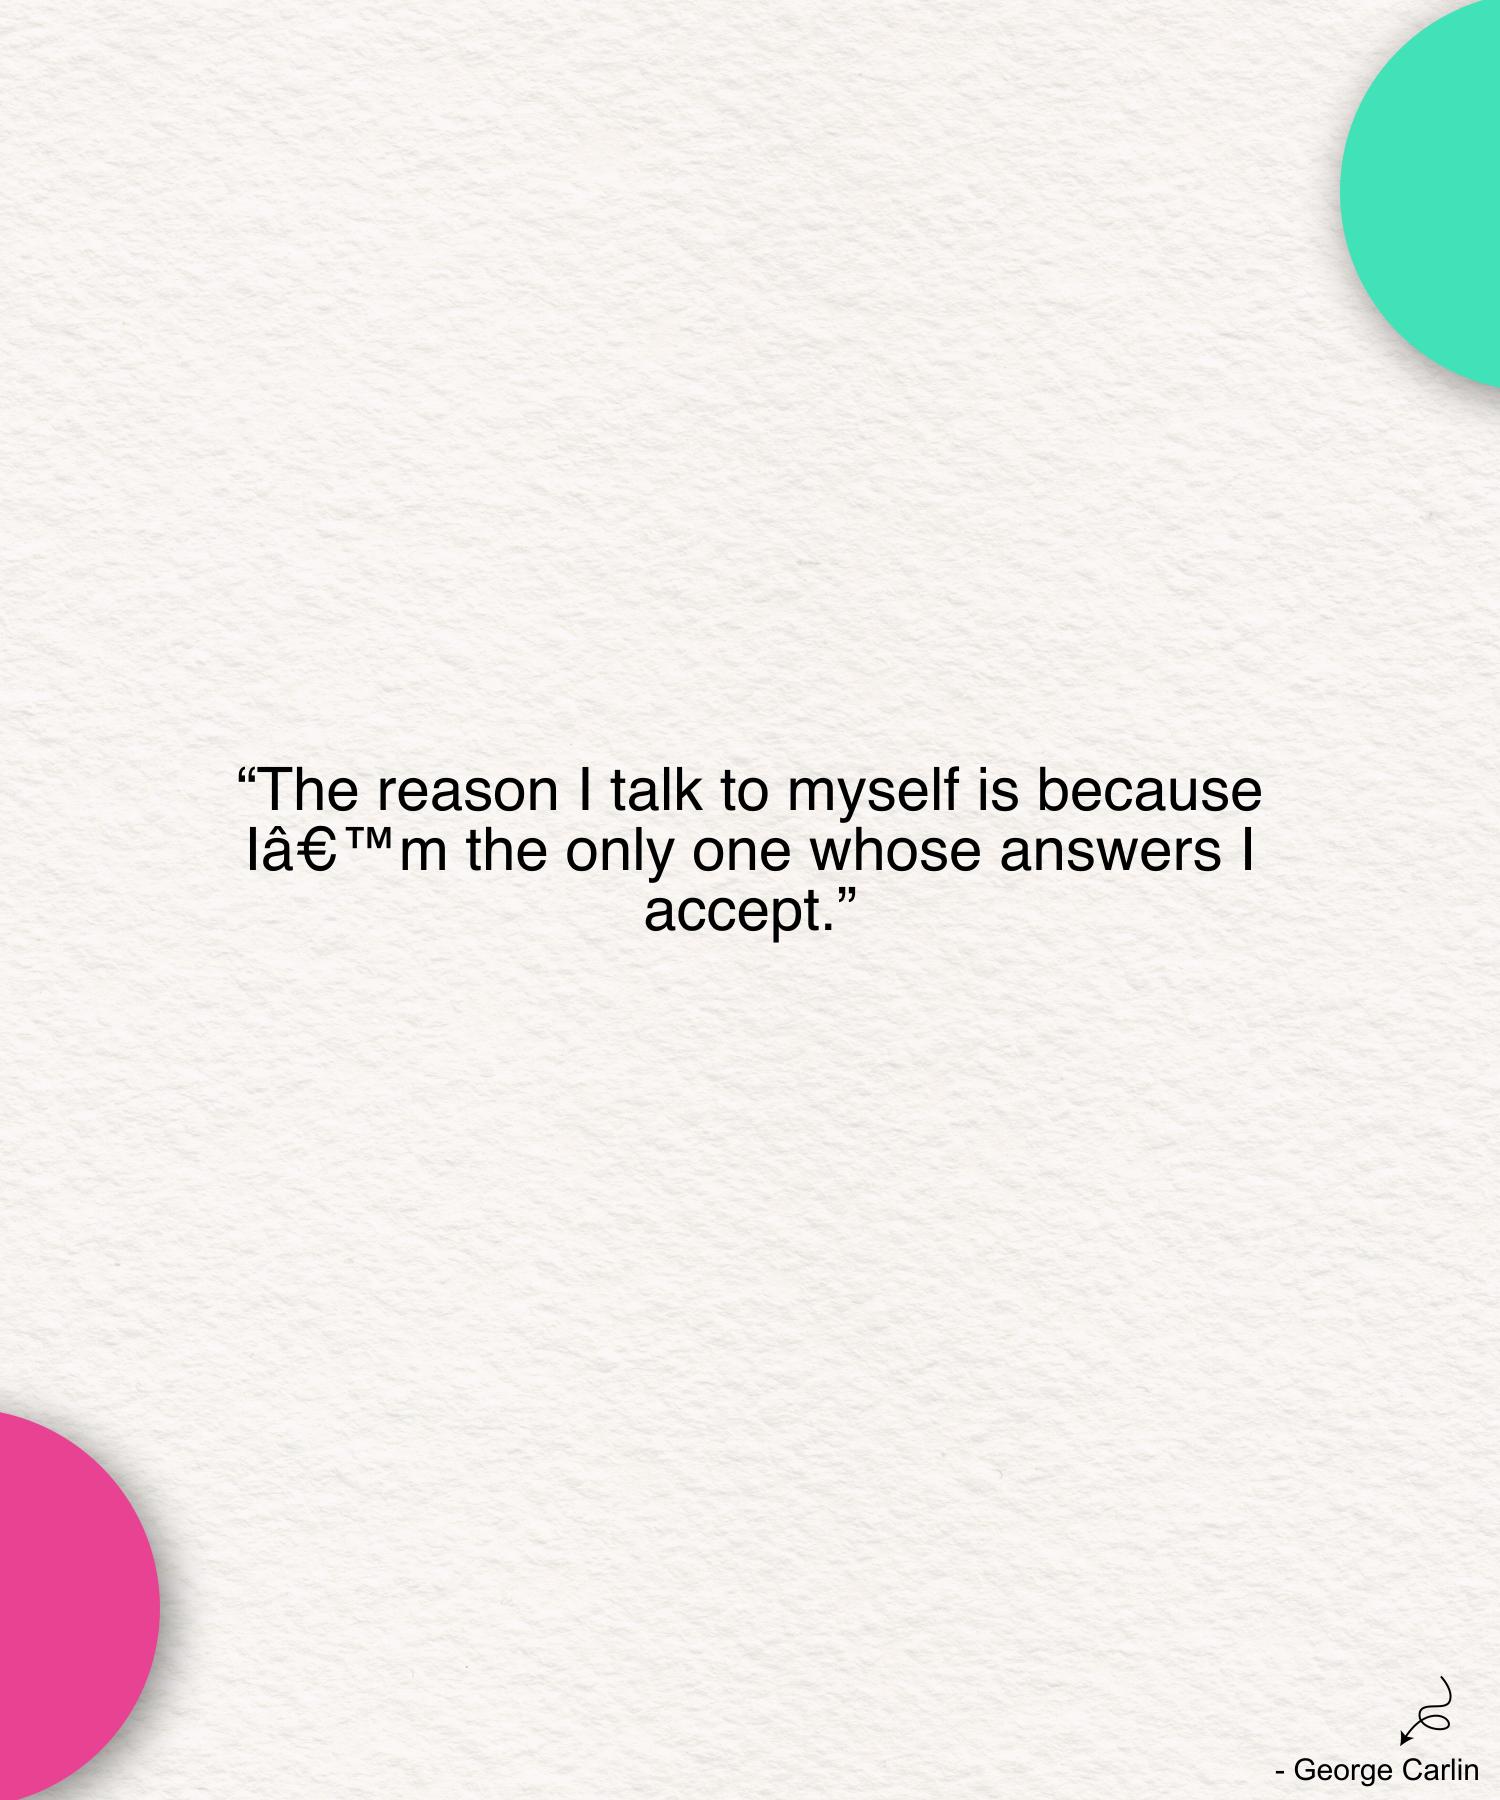 “The reason I talk to myself is because
Iâ€™m the only one whose answers I
accept.”
- George Carlin